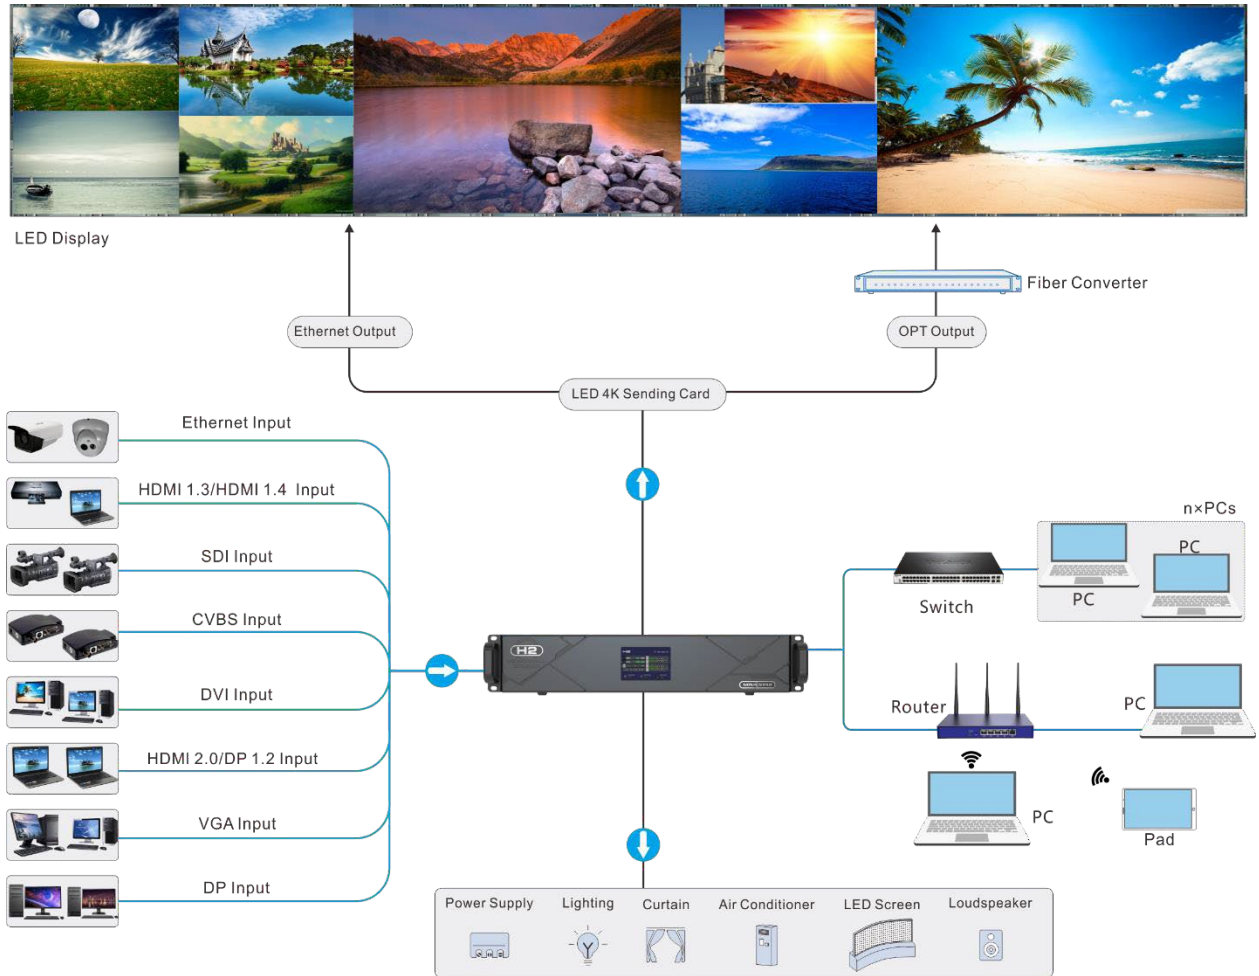 LED Display
Fiber Converter
Ethernet Output
OPT Output
LED 4K Sending Card
Ethernet Input
HDMI 1.3/HDMI 1.4 Input
SDI Input
CVBS Input
DVI Input
HDMI 2.0/DP 1.2 Input
VGA Input
DP Input
H2
n×PCs
PC
PC
Switch
Router
PC
PC
Pad
Power Supply
Lighting
Curtain
Air Conditioner
LED Screen
Loudspeaker